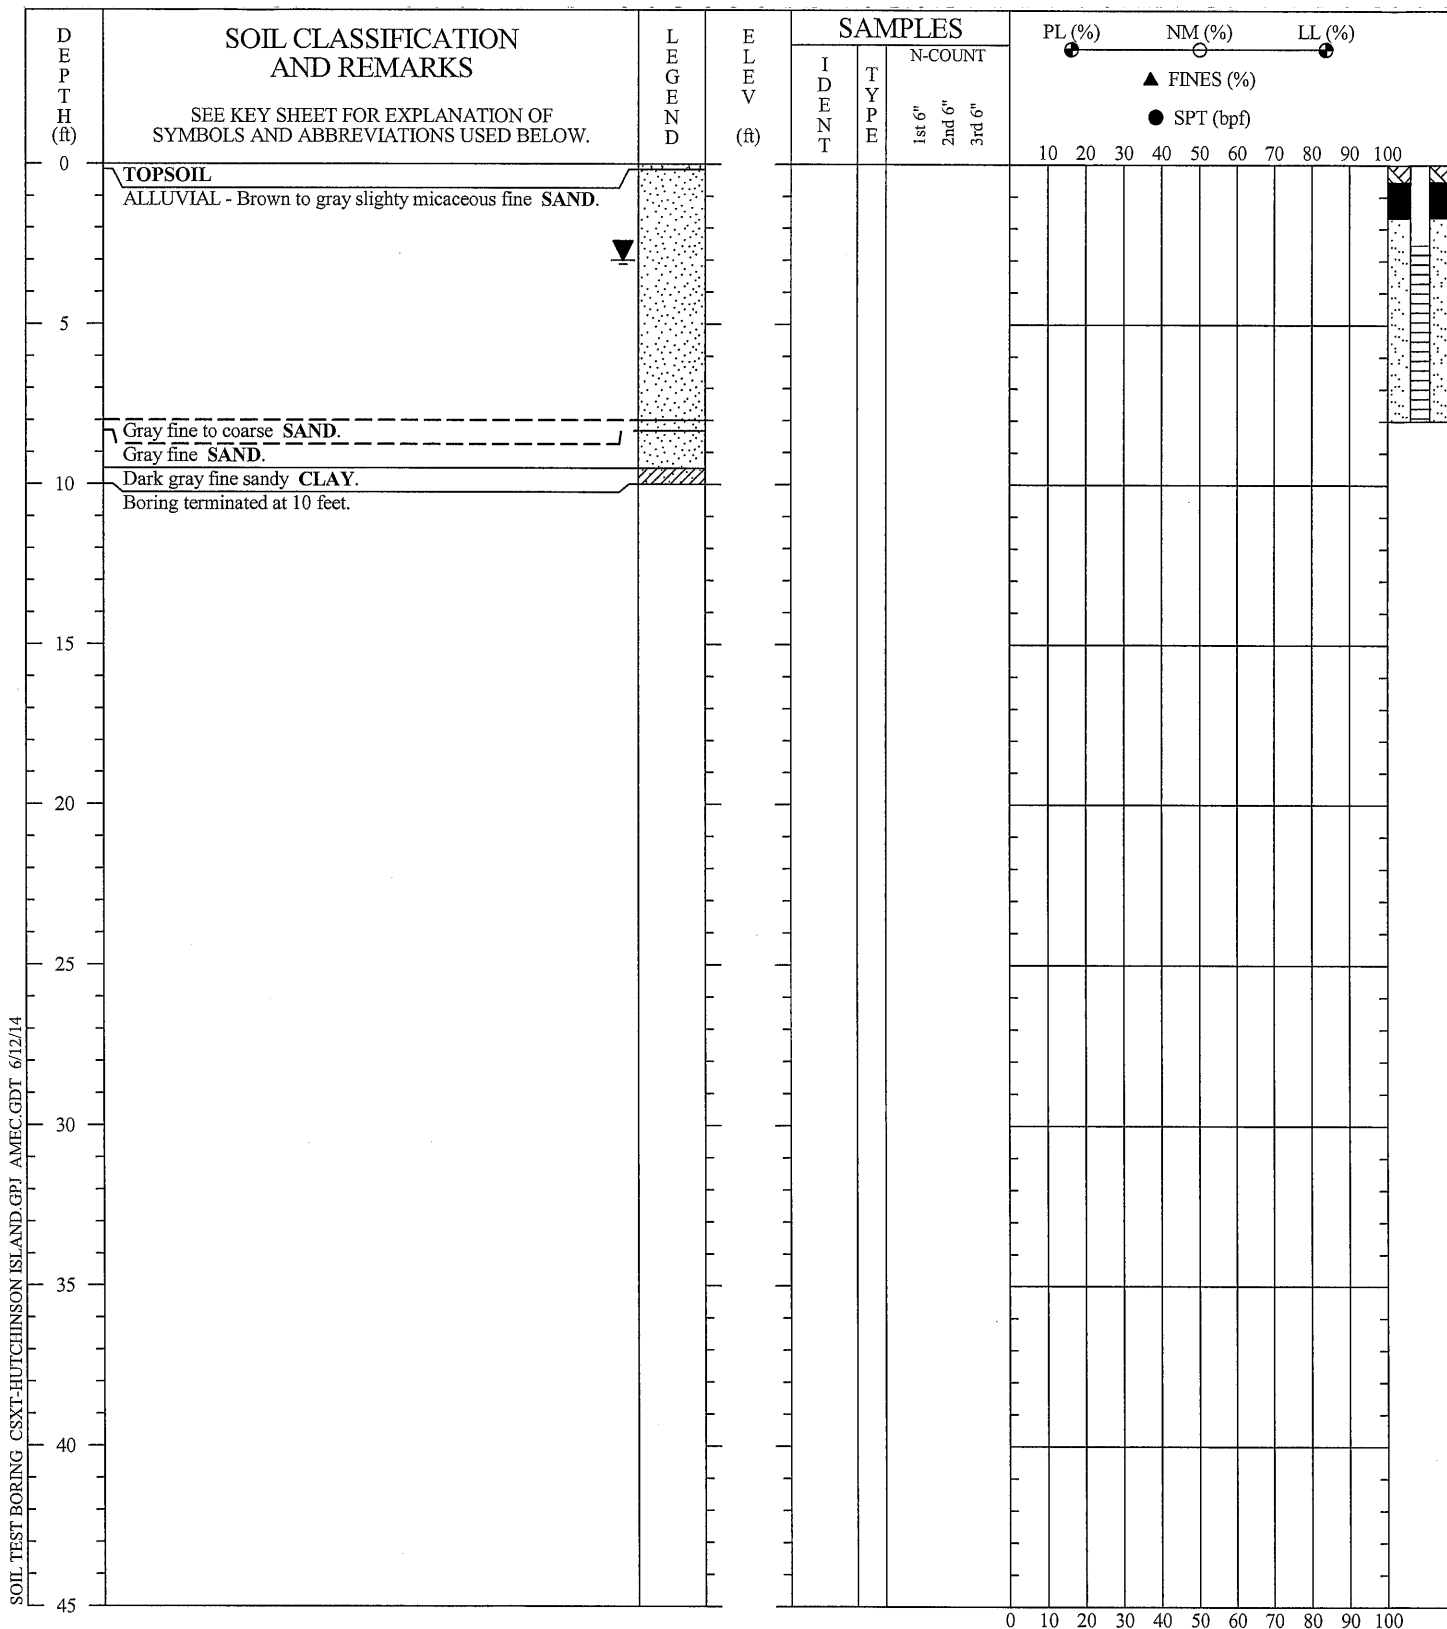 DEPTH (ft)
SOIL CLASSIFICATION
AND REMARKS
SEE KEY SHEET FOR EXPLANATION OF
SYMBOLS AND ABBREVIATIONS USED BELOW.
LEGEND
ELEV (ft)
SAMPLES
IDENT
TYPE
N-COUNT
1st 6"
2nd 6"
3rd 6"
PL (%) NM (%) LL (%)
▲ FINES (%)
● SPT (bpf)
10 20 30 40 50 60 70 80 90 100
0
TOPSOIL
ALLUVIAL - Brown to gray slighty micaceous fine SAND.
5
Gray fine to coarse SAND.
Gray fine SAND.
Dark gray fine sandy CLAY.
10
Boring terminated at 10 feet.
15
20
25
30
35
40
45
0 10 20 30 40 50 60 70 80 90 100
SOIL TEST BORING CSXT-HUTCHINSON ISLAND.GPJ AMEC.GDT 6/12/14